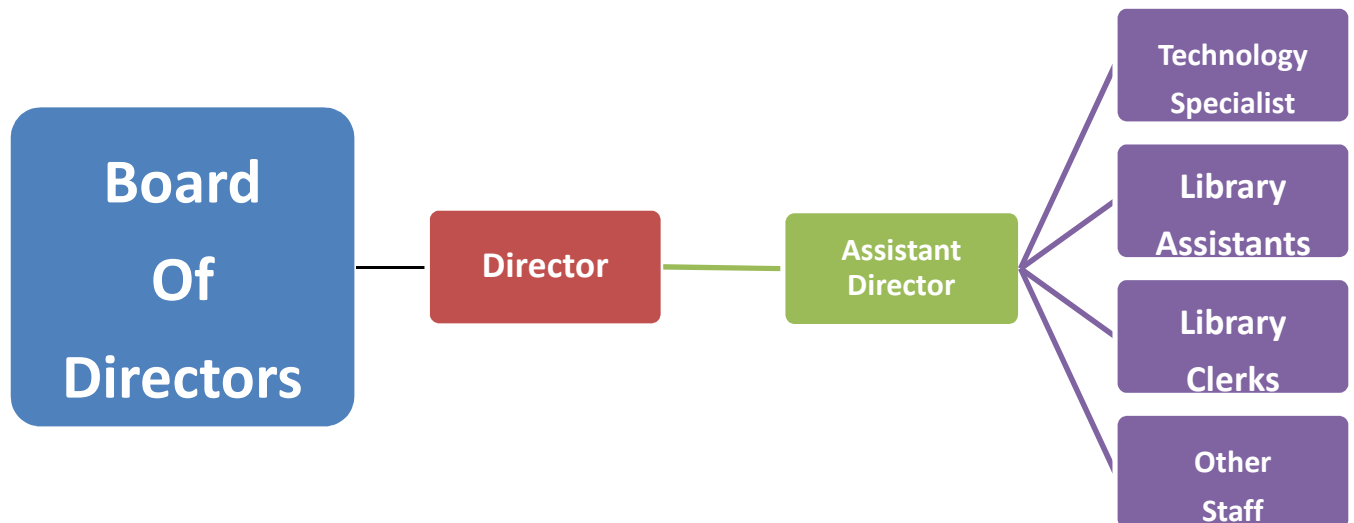 Board
Of
Directors
Director
Assistant
Director
Technology
Specialist
Library
Assistants
Library
Clerks
Other
Staff